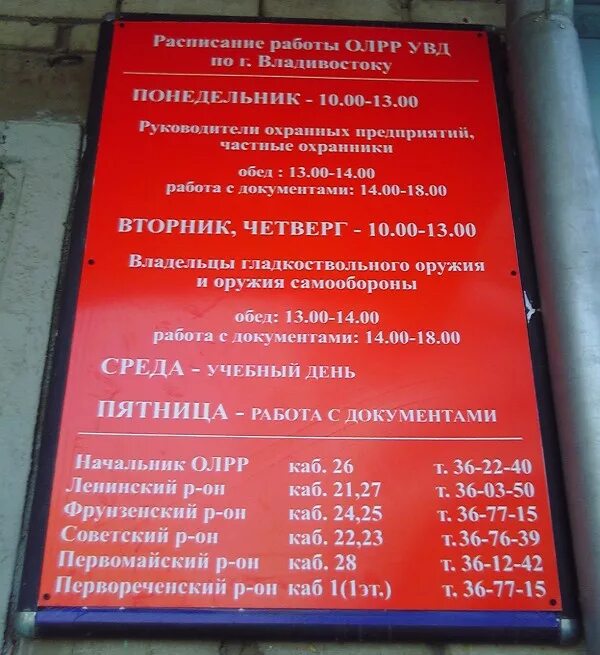 Расписание работы ОЛРР УВД
по г. Владивостоку
ПОНЕДЕЛЬНИК - 10.00-13.00
Руководители охранных предприятий,
частные охранники
обед : 13.00-14.00
работа с документами: 14.00-18.00
ВТОРНИК, ЧЕТВЕРГ - 10.00-13.00
Владельцы гладкоствольного оружия
и оружия самообороны
обед: 13.00-14.00
работа с документами: 14.00-18.00
СРЕДА - УЧЕБНЫЙ ДЕНЬ
ПЯТНИЦА - РАБОТА С ДОКУМЕНТАМИ
Начальник ОЛРР каб. 26 т. 36-22-40
Ленинский р-он каб. 21,27 т. 36-03-50
Фрунзенский р-он каб. 24,25 т. 36-77-15
Советский р-он каб. 22,23 т. 36-76-39
Первомайский р-он каб. 28 т. 36-12-42
Первореченский р-он каб 1(1эт.) т. 36-77-15